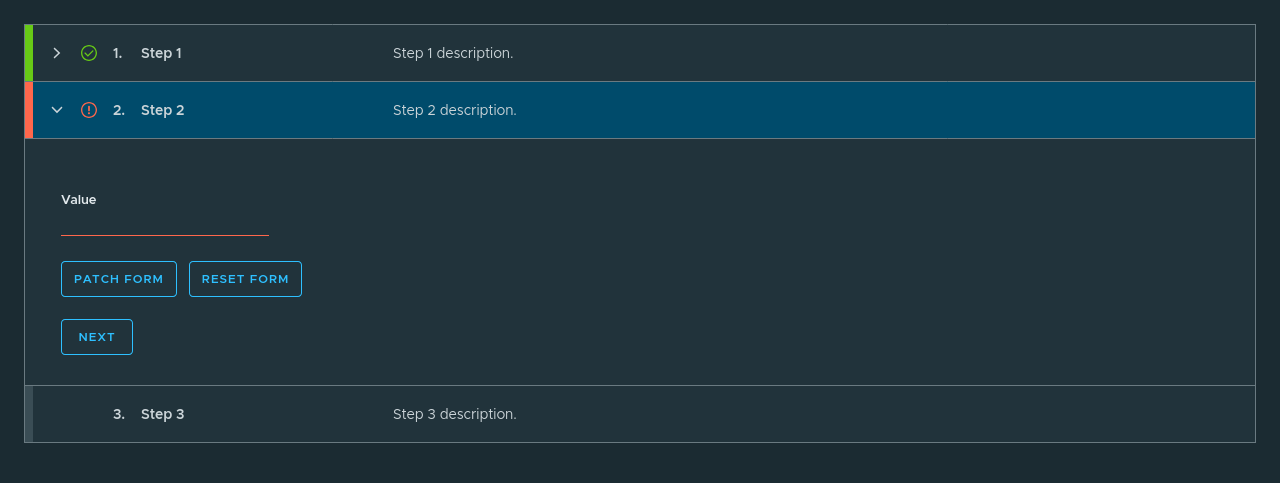 1. Step 1 Step 1 description.
2. Step 2 Step 2 description.
Value
PATCH FORM RESET FORM
NEXT
3. Step 3 Step 3 description.